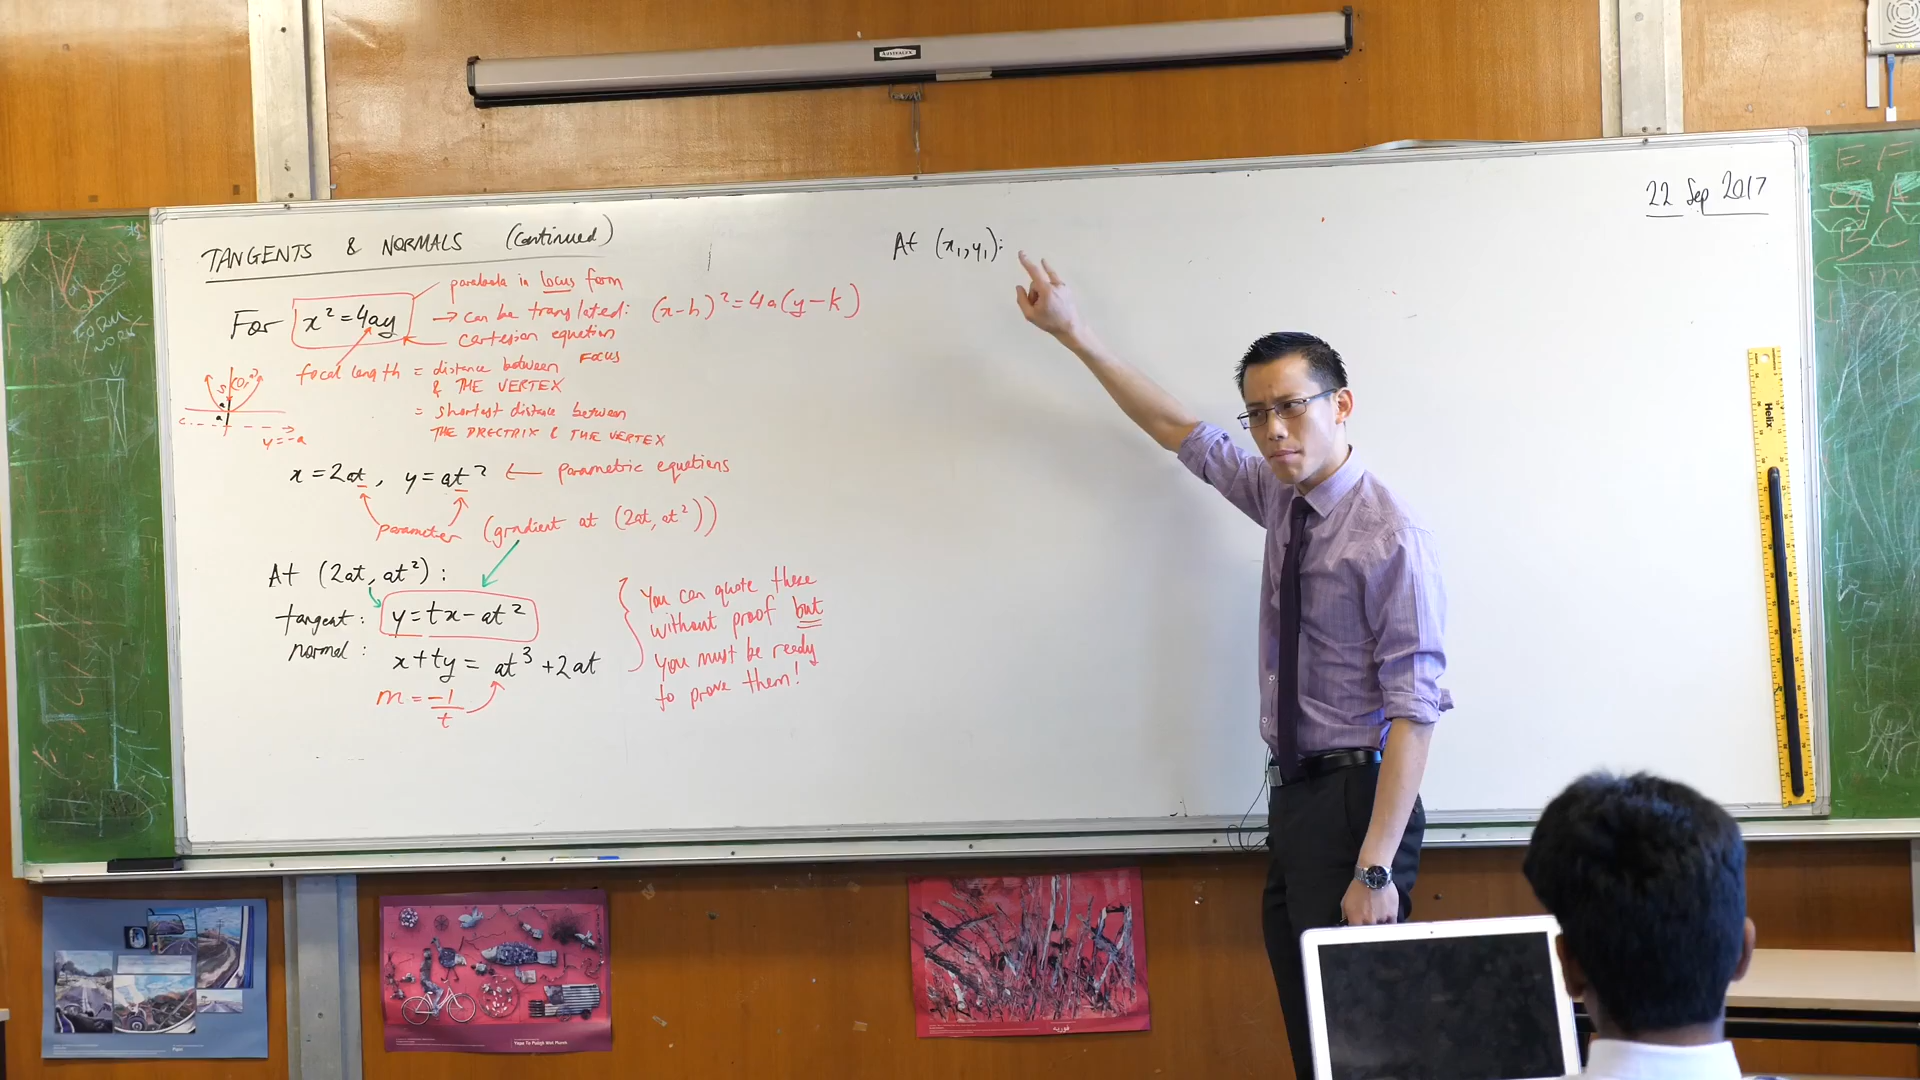 AUSTRALEX
22 Sep 2017
TANGENTS & NORMALS (continued)
For x² = 4ay
parabola in locus form
→ can be translated: (x-h)² = 4a(y-k)
cartesian equation
focal length = distance between FOCUS
& THE VERTEX
= shortest distance between
THE DIRECTRIX & THE VERTEX
S
a
a
y = -a
x = 2at, y = at² ← parametric equations
parameter
(gradient at (2at, at²))
At (2at, at²):
tangent: y = tx - at²
normal: x + ty = at³ + 2at
m = -1/t
You can quote these
without proof but
you must be ready
to prove them!
At (x₁, y₁):
Helix
E F
A
B C
FORM